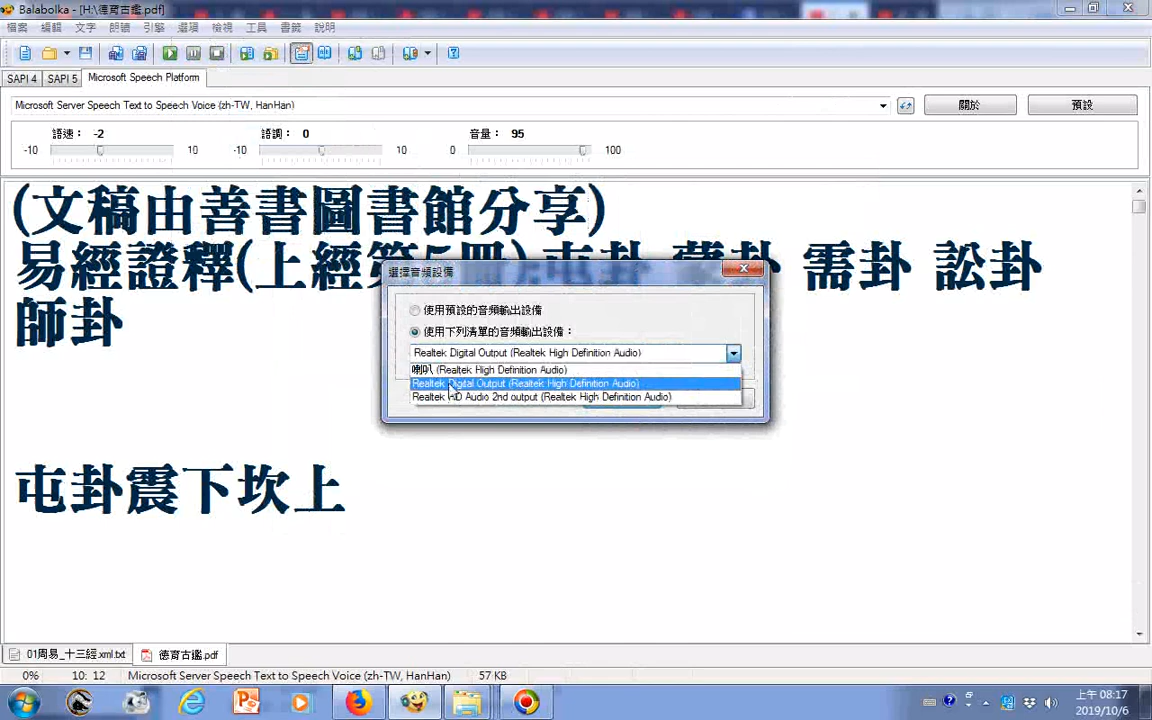 Balabolka - [H:\德育古鑑.pdf]
檔案 編輯 文字 朗讀 引擎 選項 檢視 工具 書籤 說明
SAPI 4 SAPI 5 Microsoft Speech Platform
Microsoft Server Speech Text to Speech Voice (zh-TW, HanHan) 關於 預設
語速: -2 語調: 0 音量: 95
-10 10 -10 10 0 100
(文稿由善書圖書館分享)
易經證釋(上經第5冊) 屯卦 蒙卦 需卦 訟卦
師卦
選擇音頻設備
使用預設的音頻輸出設備
使用下列清單的音頻輸出設備:
Realtek Digital Output (Realtek High Definition Audio)
喇叭 (Realtek High Definition Audio)
Realtek Digital Output (Realtek High Definition Audio)
Realtek HD Audio 2nd output (Realtek High Definition Audio)
屯卦震下坎上
01周易_十三經.xml.txt 德育古鑑.pdf
0% 10: 12 Microsoft Server Speech Text to Speech Voice (zh-TW, HanHan) 57 KB
上午 08:17
2019/10/6